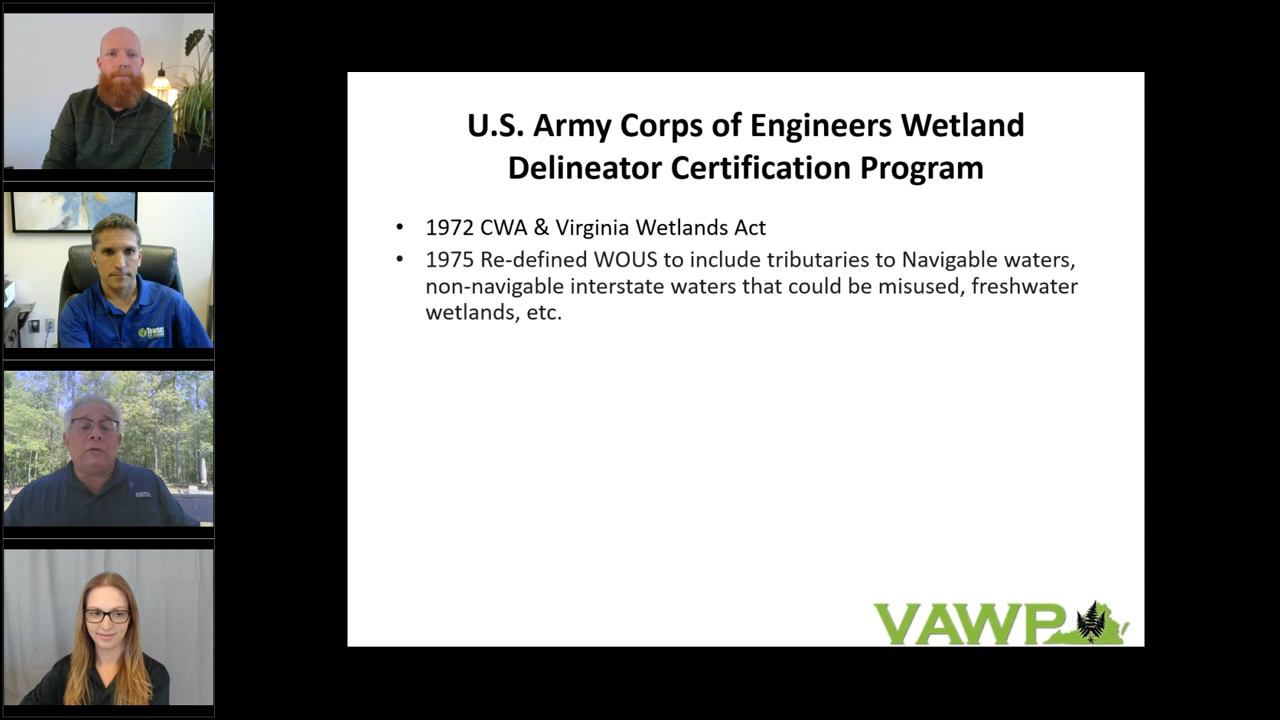 U.S. Army Corps of Engineers Wetland
Delineator Certification Program
• 1972 CWA & Virginia Wetlands Act
• 1975 Re-defined WOUS to include tributaries to Navigable waters,
non-navigable interstate waters that could be misused, freshwater
wetlands, etc.
VAWP
Townes